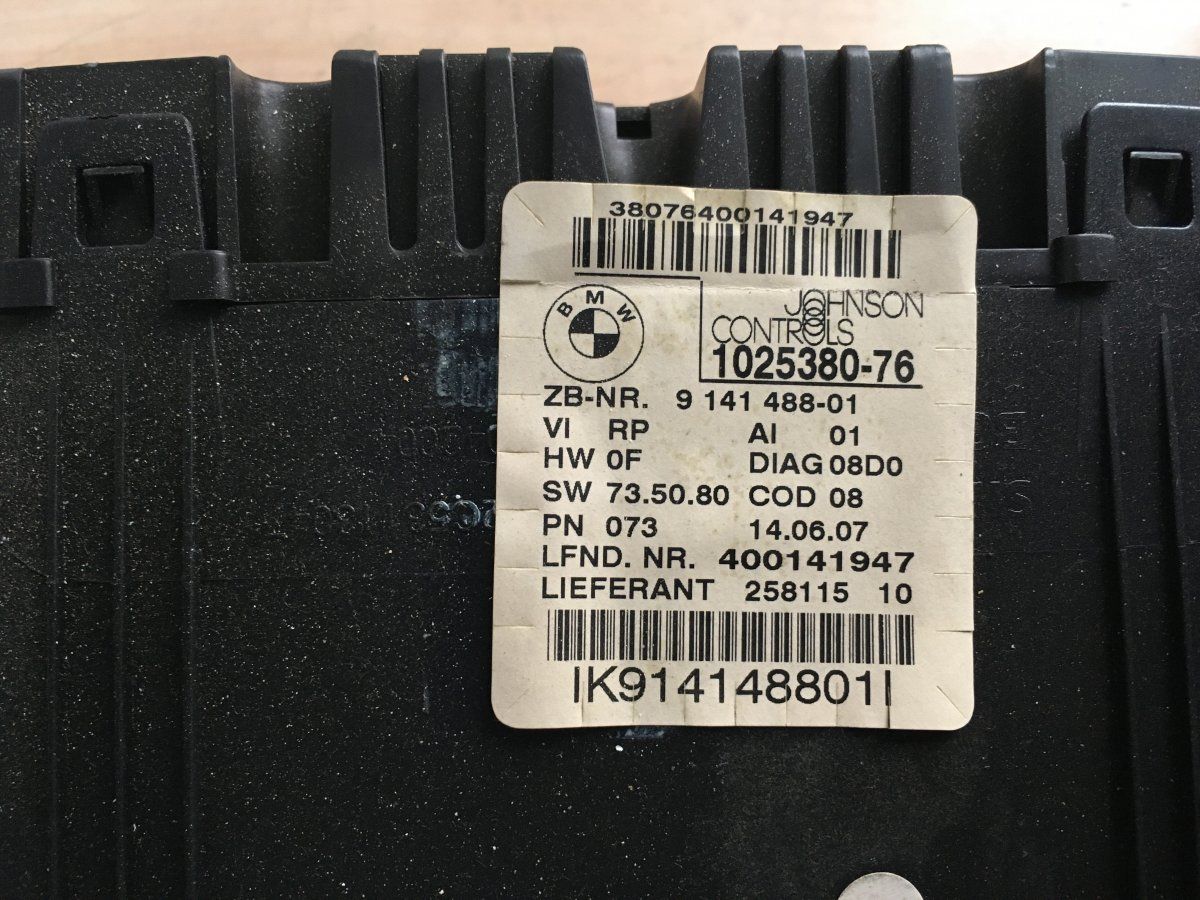 38076400141947
BMW
JOHNSON
CONTROLS
1025380-76
ZB-NR. 9 141 488-01
VI RP AI 01
HW 0F DIAG 08D0
SW 73.50.80 COD 08
PN 073 14.06.07
LFND. NR. 400141947
LIEFERANT 258115 10
IK914148801I